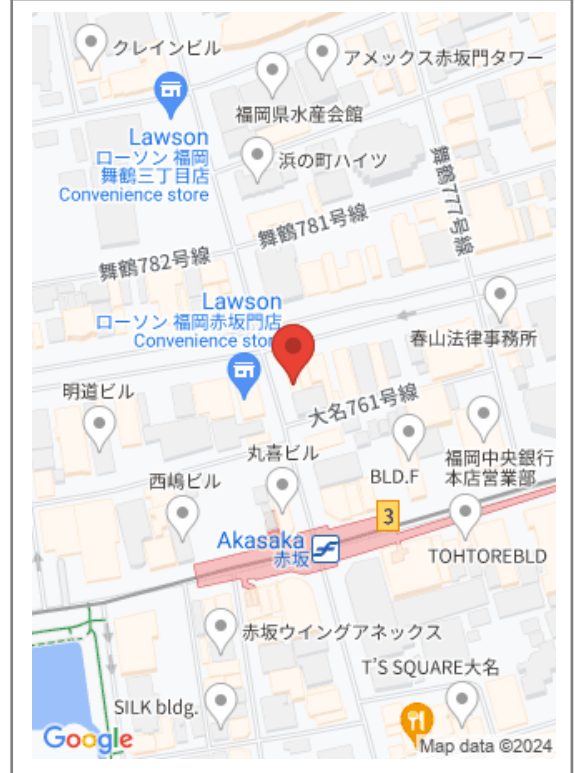 クレインビル
アメックス赤坂門タワー
福岡県水産会館
Lawson
ローソン 福岡
舞鶴三丁目店
Convenience store
浜の町ハイツ
舞鶴777号線
舞鶴781号線
舞鶴782号線
Lawson
ローソン 福岡赤坂門店
Convenience stor
春山法律事務所
明道ビル
大名761号線
丸喜ビル
西嶋ビル
BLD.F
福岡中央銀行
本店営業部
3
Akasaka
赤坂
TOHTOREBLD
赤坂ウイングアネックス
T'S SQUARE大名
SILK bldg.
Google
Map data ©2024